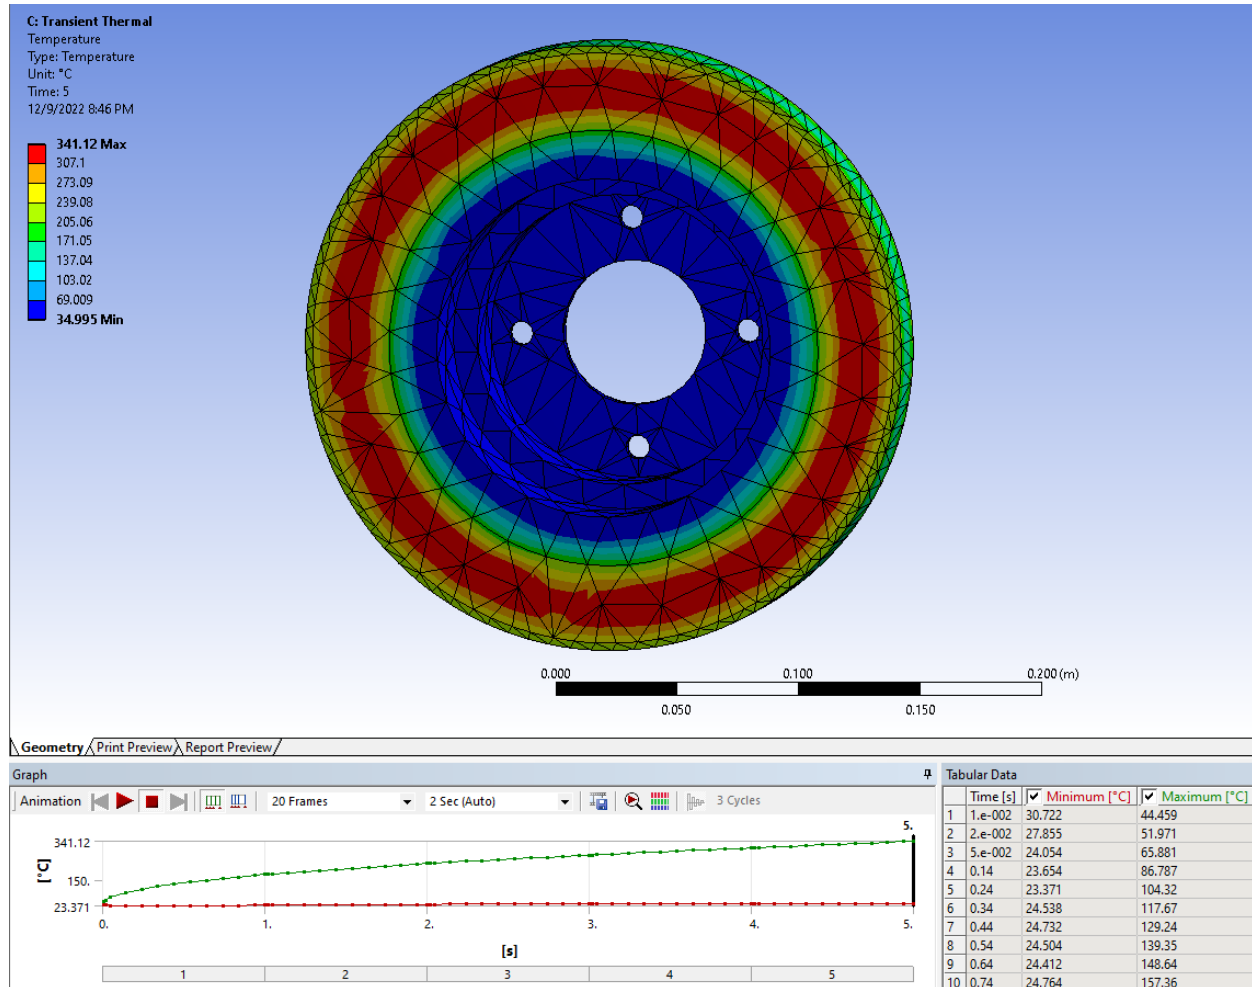 C: Transient Thermal
Temperature
Type: Temperature
Unit: °C
Time: 5
12/9/2022 8:46 PM
341.12 Max
307.1
273.09
239.08
205.06
171.05
137.04
103.02
69.009
34.995 Min
0.000 0.100 0.200 (m)
0.050 0.150
Geometry Print Preview Report Preview
Graph
Animation 20 Frames 2 Sec (Auto) 3 Cycles
5.
341.12
[°C]
150.
23.371
0. 1. 2. 3. 4. 5.
[s]
1 2 3 4 5
Tabular Data
Time [s] Minimum [°C] Maximum [°C]
1 1.e-002 30.722 44.459
2 2.e-002 27.855 51.971
3 5.e-002 24.054 65.881
4 0.14 23.654 86.787
5 0.24 23.371 104.32
6 0.34 24.538 117.67
7 0.44 24.732 129.24
8 0.54 24.504 139.35
9 0.64 24.412 148.64
10 0.74 24.764 157.36